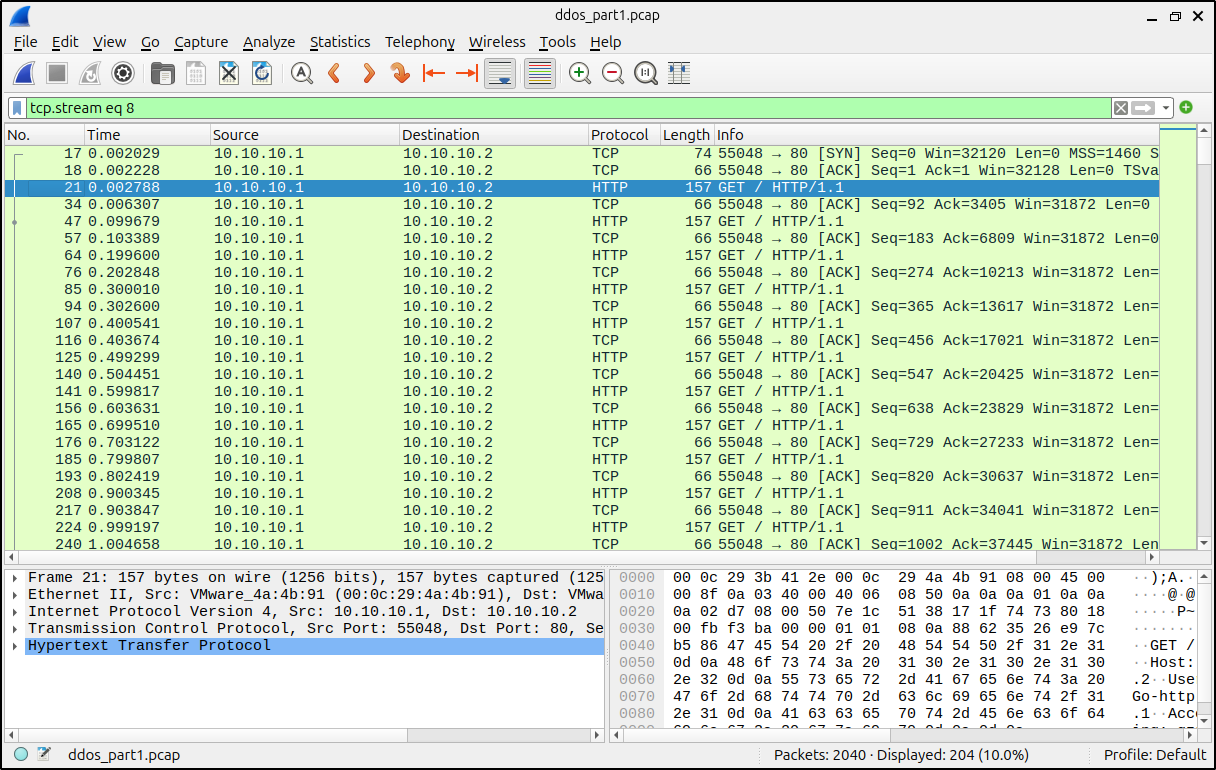 ddos_part1.pcap
File Edit View Go Capture Analyze Statistics Telephony Wireless Tools Help
tcp.stream eq 8
No. Time Source Destination Protocol Length Info
17 0.002029 10.10.10.1 10.10.10.2 TCP 74 55048 → 80 [SYN] Seq=0 Win=32120 Len=0 MSS=1460 S
18 0.002228 10.10.10.1 10.10.10.2 TCP 66 55048 → 80 [ACK] Seq=1 Ack=1 Win=32128 Len=0 TSva
21 0.002788 10.10.10.1 10.10.10.2 HTTP 157 GET / HTTP/1.1
34 0.006307 10.10.10.1 10.10.10.2 TCP 66 55048 → 80 [ACK] Seq=92 Ack=3405 Win=31872 Len=0
47 0.099679 10.10.10.1 10.10.10.2 HTTP 157 GET / HTTP/1.1
57 0.103389 10.10.10.1 10.10.10.2 TCP 66 55048 → 80 [ACK] Seq=183 Ack=6809 Win=31872 Len=0
64 0.199600 10.10.10.1 10.10.10.2 HTTP 157 GET / HTTP/1.1
76 0.202848 10.10.10.1 10.10.10.2 TCP 66 55048 → 80 [ACK] Seq=274 Ack=10213 Win=31872 Len=
85 0.300010 10.10.10.1 10.10.10.2 HTTP 157 GET / HTTP/1.1
94 0.302600 10.10.10.1 10.10.10.2 TCP 66 55048 → 80 [ACK] Seq=365 Ack=13617 Win=31872 Len=
107 0.400541 10.10.10.1 10.10.10.2 HTTP 157 GET / HTTP/1.1
116 0.403674 10.10.10.1 10.10.10.2 TCP 66 55048 → 80 [ACK] Seq=456 Ack=17021 Win=31872 Len=
125 0.499299 10.10.10.1 10.10.10.2 HTTP 157 GET / HTTP/1.1
140 0.504451 10.10.10.1 10.10.10.2 TCP 66 55048 → 80 [ACK] Seq=547 Ack=20425 Win=31872 Len=
141 0.599817 10.10.10.1 10.10.10.2 HTTP 157 GET / HTTP/1.1
156 0.603631 10.10.10.1 10.10.10.2 TCP 66 55048 → 80 [ACK] Seq=638 Ack=23829 Win=31872 Len=
165 0.699510 10.10.10.1 10.10.10.2 HTTP 157 GET / HTTP/1.1
176 0.703122 10.10.10.1 10.10.10.2 TCP 66 55048 → 80 [ACK] Seq=729 Ack=27233 Win=31872 Len=
185 0.799807 10.10.10.1 10.10.10.2 HTTP 157 GET / HTTP/1.1
193 0.802419 10.10.10.1 10.10.10.2 TCP 66 55048 → 80 [ACK] Seq=820 Ack=30637 Win=31872 Len=
208 0.900345 10.10.10.1 10.10.10.2 HTTP 157 GET / HTTP/1.1
217 0.903847 10.10.10.1 10.10.10.2 TCP 66 55048 → 80 [ACK] Seq=911 Ack=34041 Win=31872 Len=
224 0.999197 10.10.10.1 10.10.10.2 HTTP 157 GET / HTTP/1.1
240 1.004658 10.10.10.1 10.10.10.2 TCP 66 55048 → 80 [ACK] Seq=1002 Ack=37445 Win=31872 Len
Frame 21: 157 bytes on wire (1256 bits), 157 bytes captured (125
Ethernet II, Src: VMware_4a:4b:91 (00:0c:29:4a:4b:91), Dst: VMwa
Internet Protocol Version 4, Src: 10.10.10.1, Dst: 10.10.10.2
Transmission Control Protocol, Src Port: 55048, Dst Port: 80, Se
Hypertext Transfer Protocol
0000 00 0c 29 3b 41 2e 00 0c 29 4a 4b 91 08 00 45 00 ··);A.·
0010 00 8f 0a 03 40 00 40 06 08 50 0a 0a 0a 01 0a 0a ····@·@
0020 0a 02 d7 08 00 50 7e 1c 51 38 17 1f 74 73 80 18 ·····P~
0030 00 fb f3 ba 00 00 01 01 08 0a 88 62 35 26 e9 7c ·······
0040 b5 86 47 45 54 20 2f 20 48 54 54 50 2f 31 2e 31 ··GET /
0050 0d 0a 48 6f 73 74 3a 20 31 30 2e 31 30 2e 31 30 ··Host:
0060 2e 32 0d 0a 55 73 65 72 2d 41 67 65 6e 74 3a 20 .2··Use
0070 47 6f 2d 68 74 74 70 2d 63 6c 69 65 6e 74 2f 31 Go-http
0080 2e 31 0d 0a 41 63 63 65 70 74 2d 45 6e 63 6f 64 .1··Acc
ddos_part1.pcap
Packets: 2040 · Displayed: 204 (10.0%)
Profile: Default